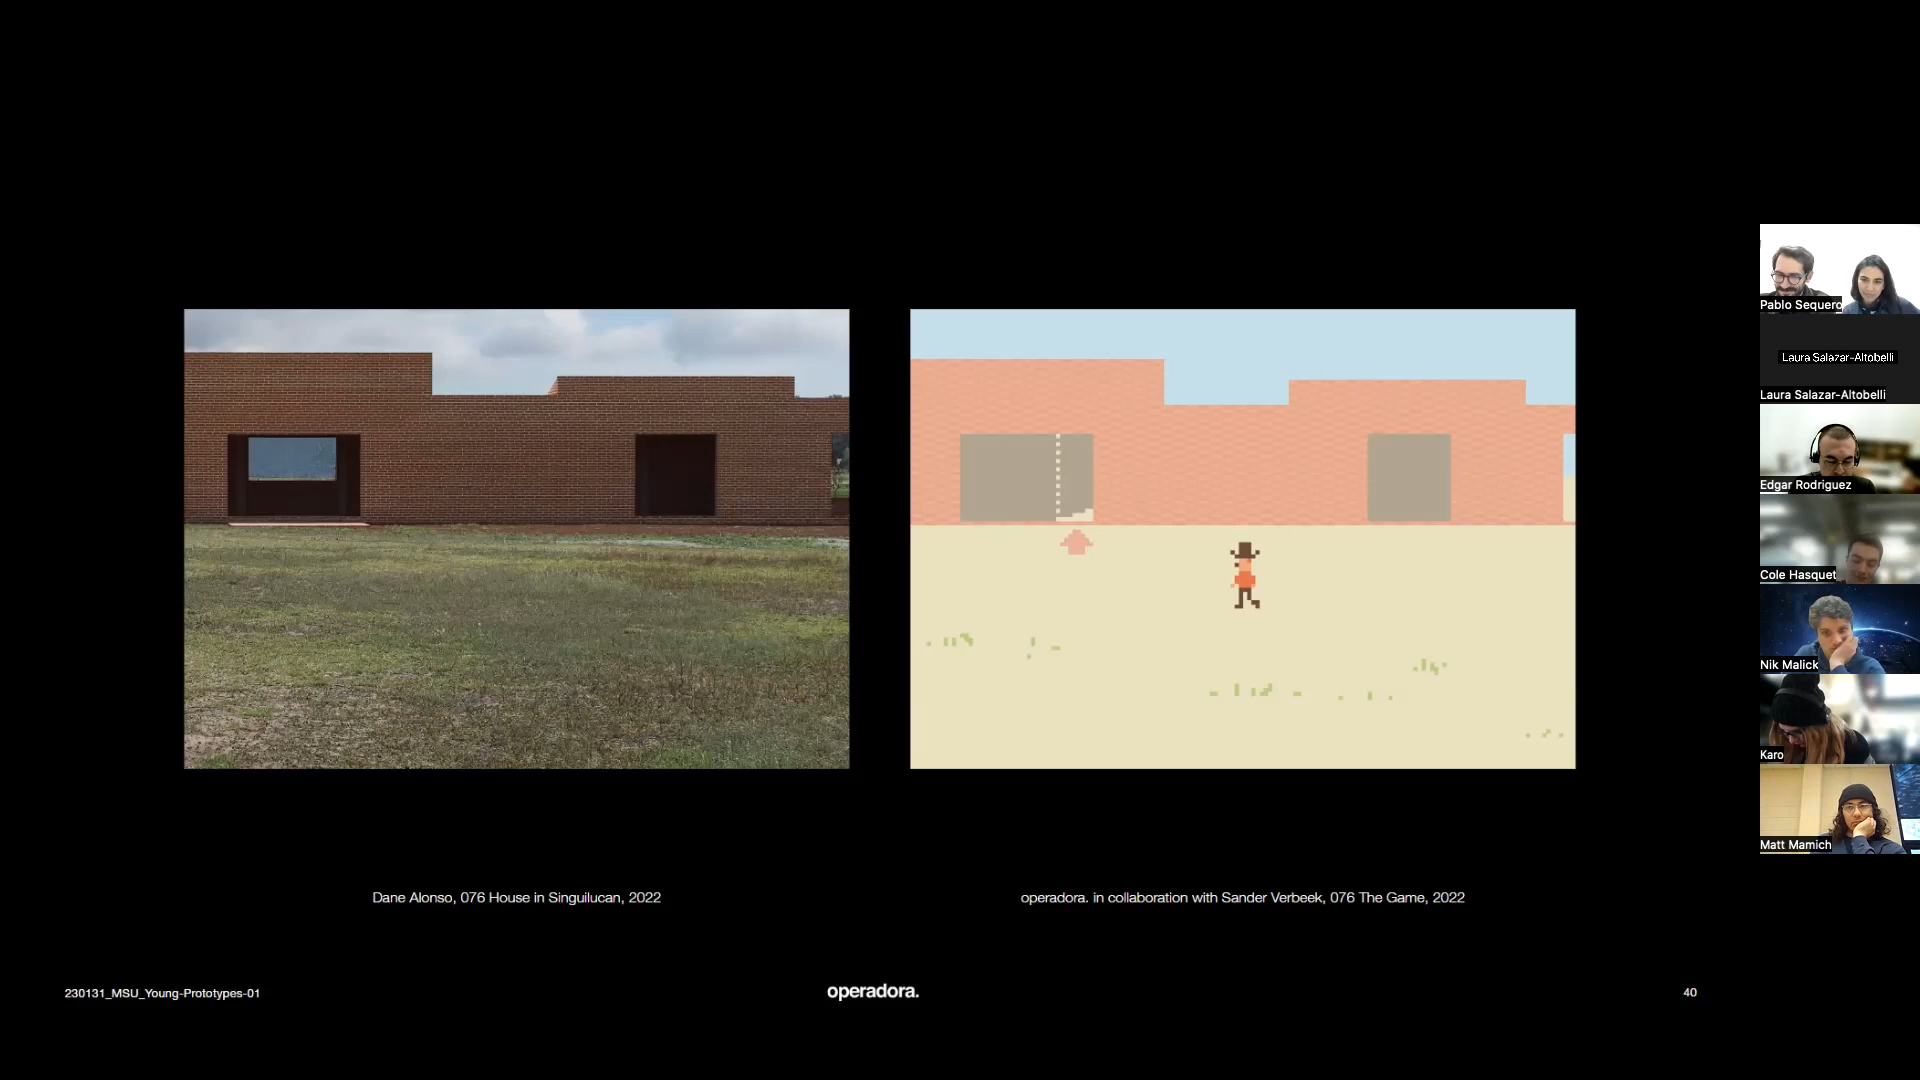 Pablo Sequero
Laura Salazar-Altobelli
Laura Salazar-Altobelli
Edgar Rodriguez
Cole Hasquet
Nik Malick
Karo
Matt Mamich
Dane Alonso, 076 House in Singuilucan, 2022
operadora. in collaboration with Sander Verbeek, 076 The Game, 2022
230131_MSU_Young-Prototypes-01
operadora.
40